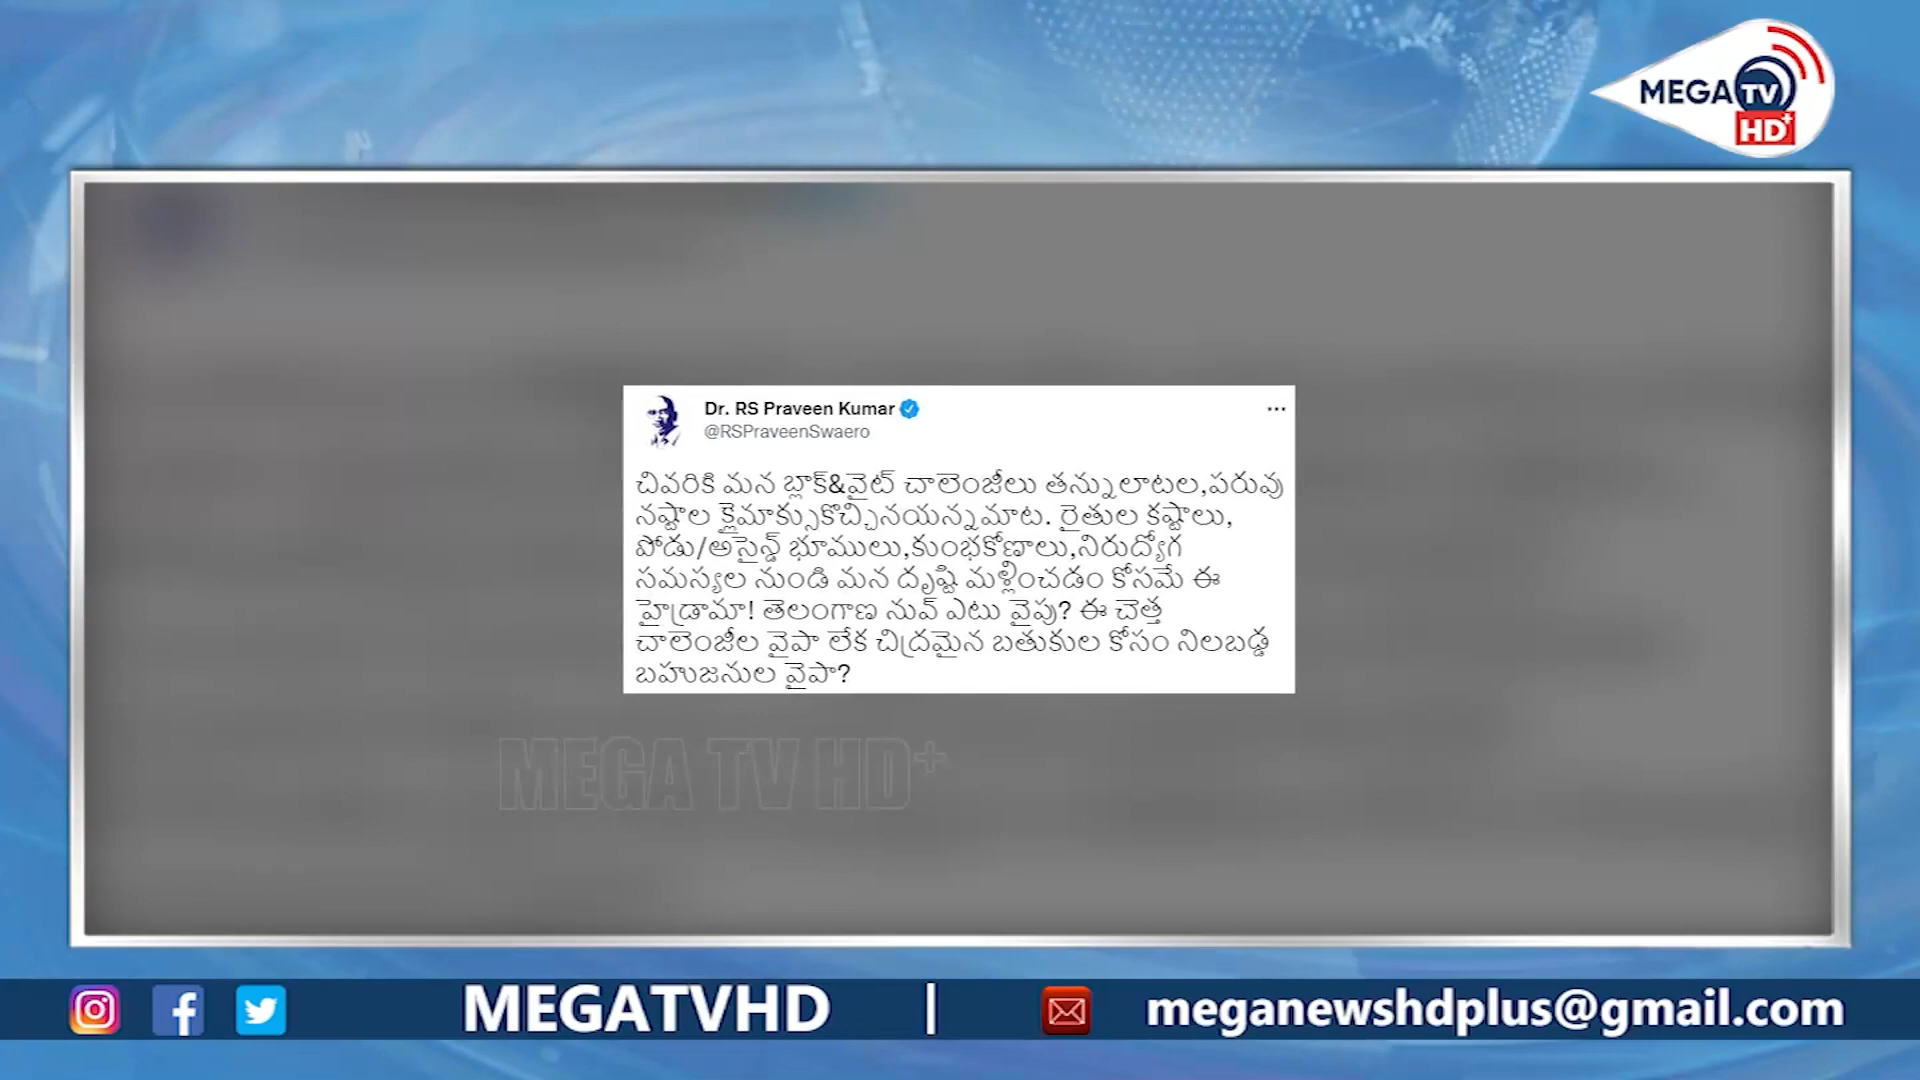 MEGA TV
HD+
Dr. RS Praveen Kumar
@RSPraveenSwaero
చివరికి మన బ్లాక్&వైట్ చాలెంజీలు తన్నులాటల,పరువు
నష్టాల క్లైమాక్సుకొచ్చినయన్నమాట. రైతుల కష్టాలు,
పోడు/అసైన్డ్ భూములు,కుంభకోణాలు,నిరుద్యోగ
సమస్యల నుండి మన దృష్టి మళ్లించడం కోసమే ఈ
హైడ్రామా! తెలంగాణ నువ్ ఎటు వైపు? ఈ చెత్త
చాలెంజీల వైపా లేక చిద్రమైన బతుకుల కోసం నిలబడ్డ
బహుజనుల వైపా?
MEGA TV HD+
MEGATVHD | meganewshdplus@gmail.com